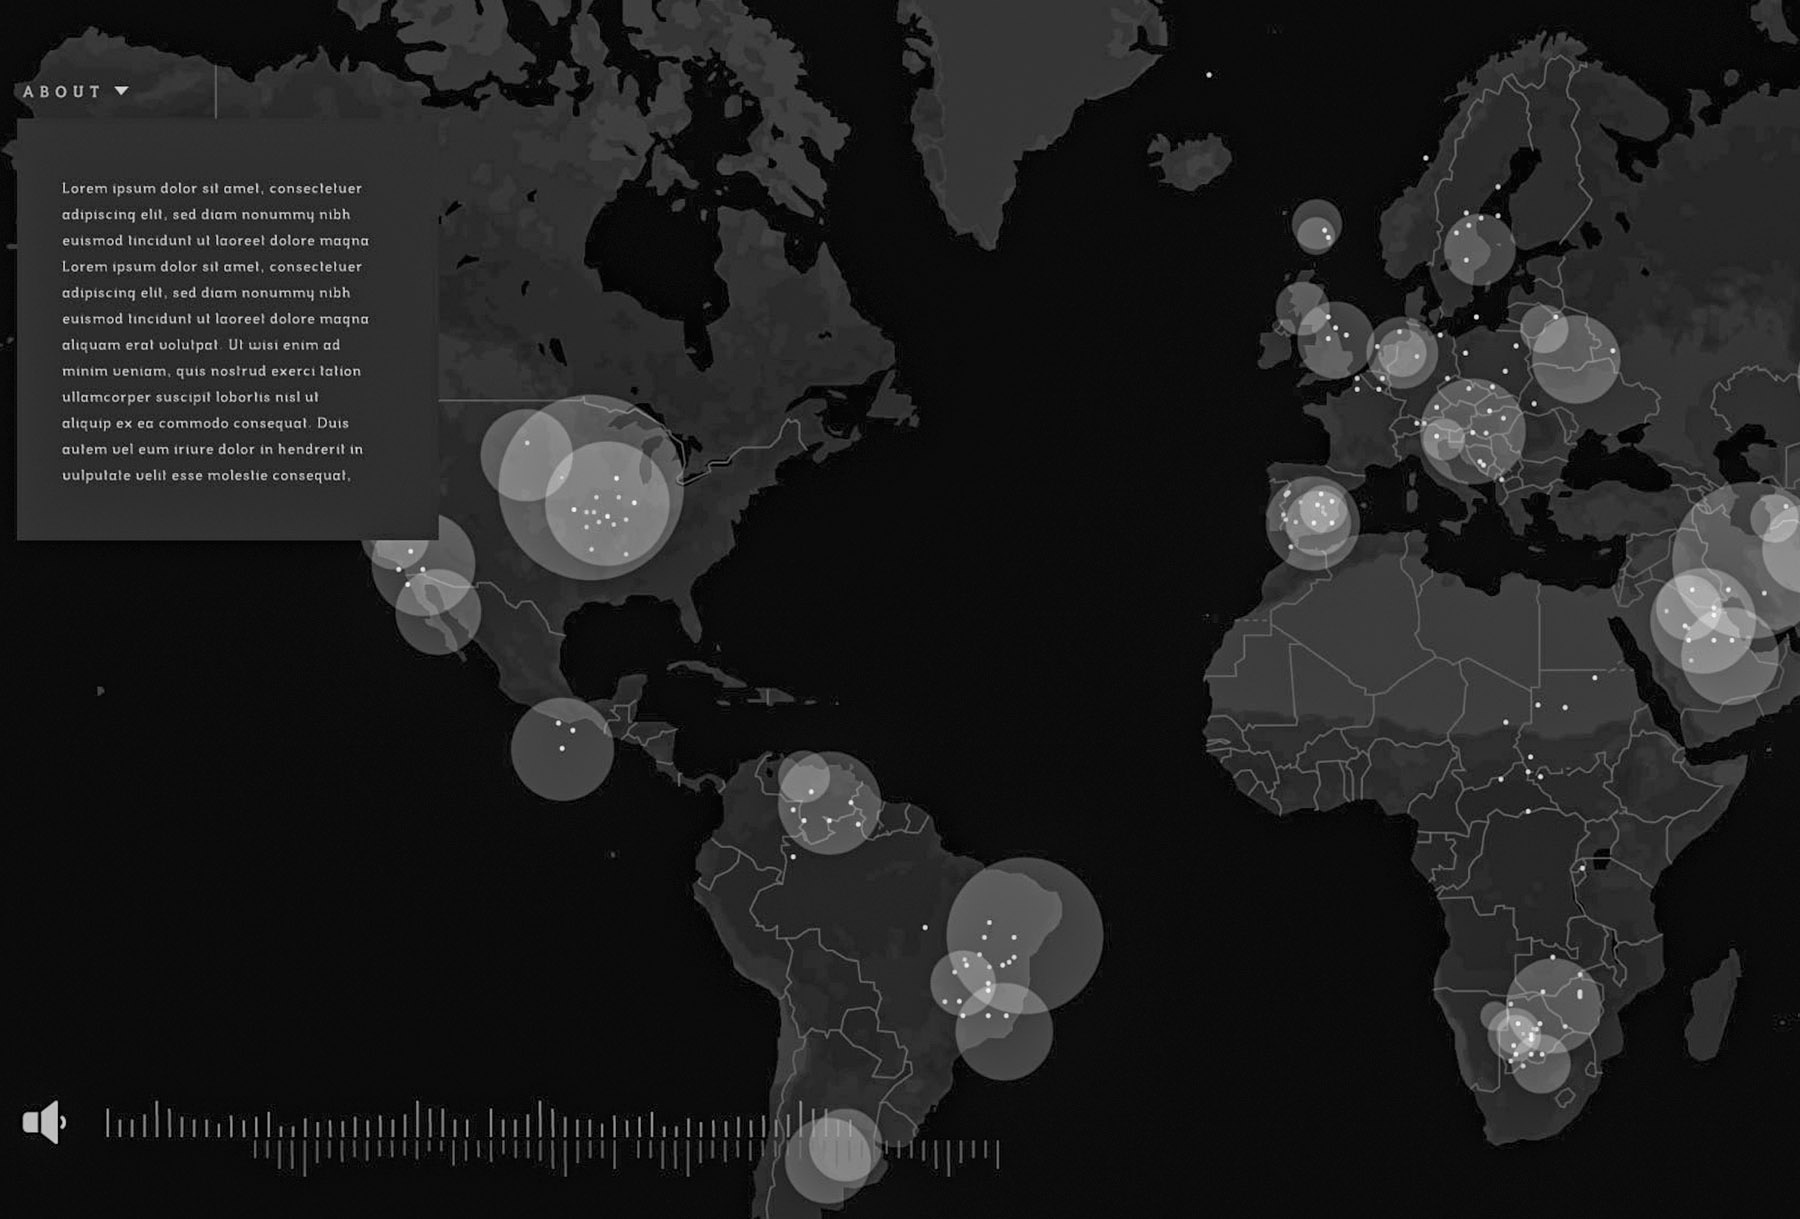 ABOUT
Lorem ipsum dolor sit amet, consectetuer
adipiscing elit, sed diam nonummy nibh
euismod tincidunt ut laoreet dolore magna
Lorem ipsum dolor sit amet, consectetuer
adipiscing elit, sed diam nonummy nibh
euismod tincidunt ut laoreet dolore magna
aliquam erat volutpat. Ut wisi enim ad
minim veniam, quis nostrud exerci tation
ullamcorper suscipit lobortis nisl ut
aliquip ex ea commodo consequat. Duis
autem vel eum iriure dolor in hendrerit in
vulputate velit esse molestie consequat,